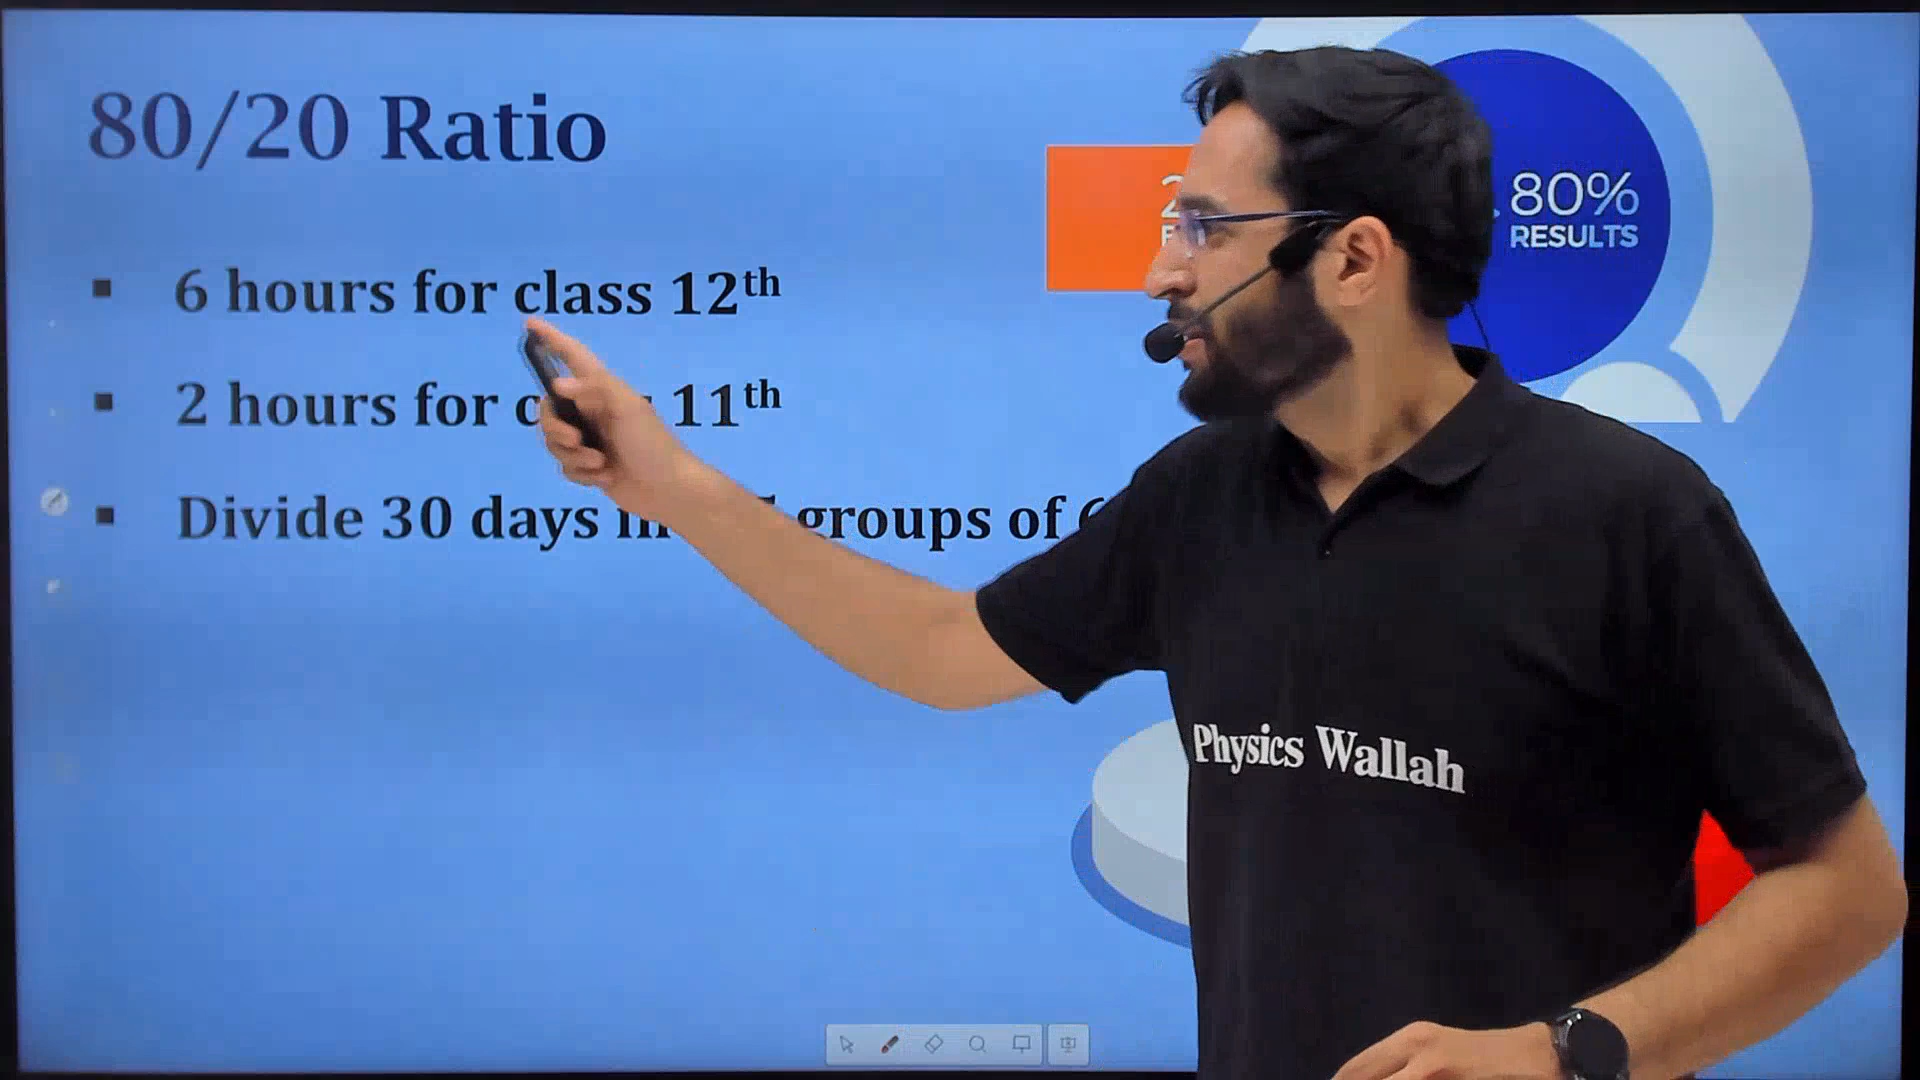 80/20 Ratio
80%
RESULTS
▪ 6 hours for class 12th
▪ 2 hours for 11th
▪ Divide 30 days groups of
Physics Wallah